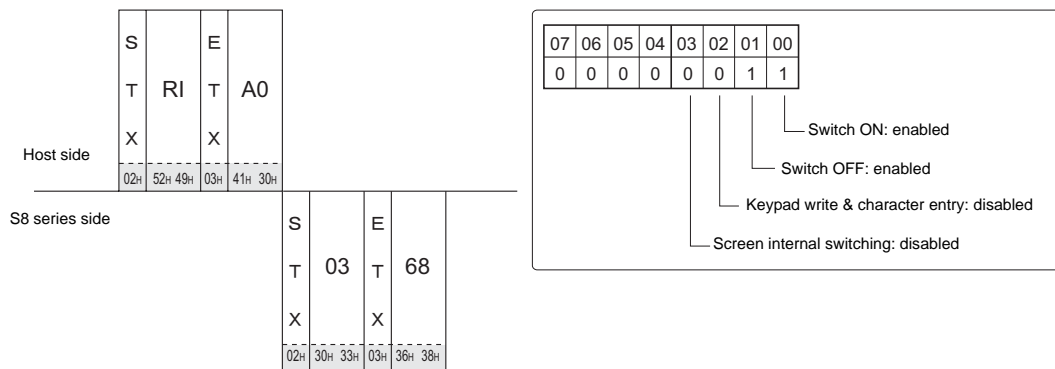 S T X RI E T X A0
Host side
02H 52H 49H 03H 41H 30H
S8 series side
S T X 03 E T X 68
02H 30H 33H 03H 36H 38H
07 06 05 04 03 02 01 00
0 0 0 0 0 0 1 1
Switch ON: enabled
Switch OFF: enabled
Keypad write & character entry: disabled
Screen internal switching: disabled